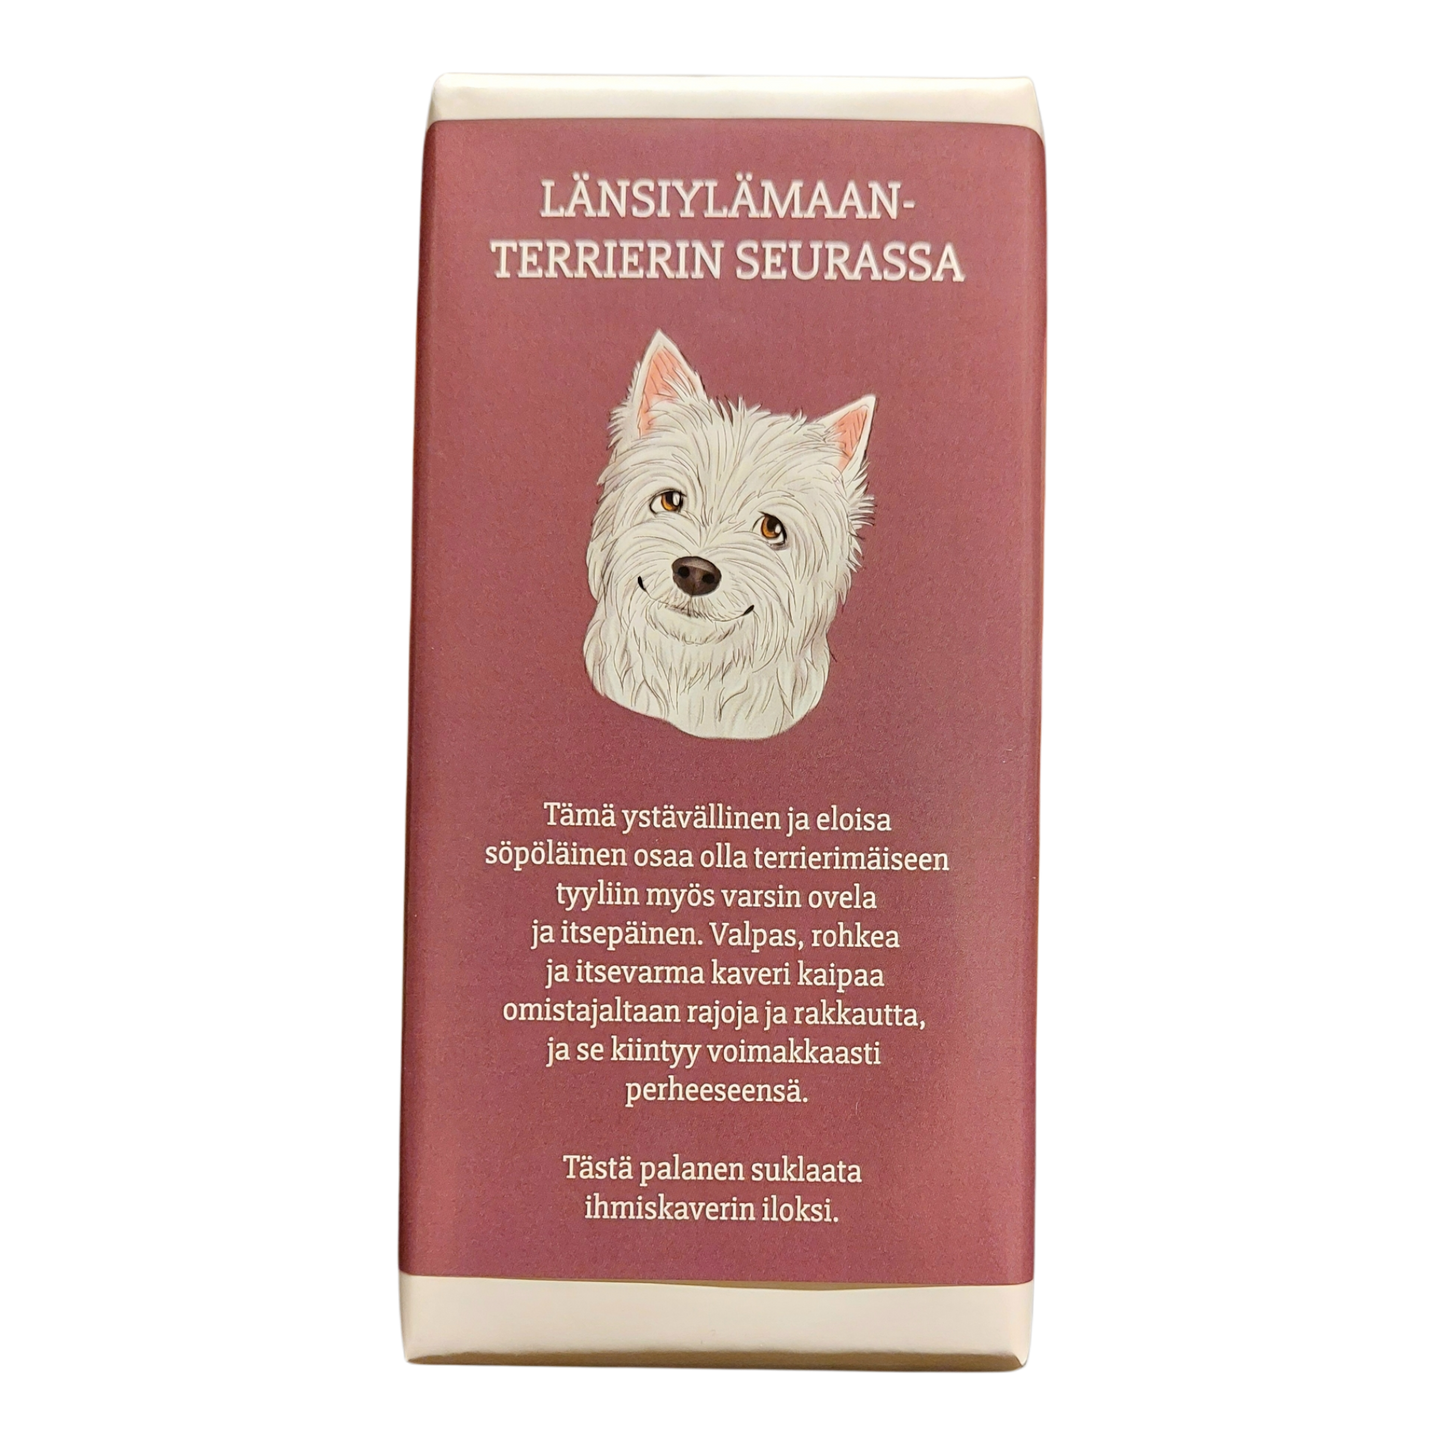 LÄNSIYLÄMAAN-
TERRIERIN SEURASSA
Tämä ystävällinen ja eloisa
söpöläinen osaa olla terrierimäiseen
tyyliin myös varsin ovela
ja itsepäinen. Valpas, rohkea
ja itsevarma kaveri kaipaa
omistajaltaan rajoja ja rakkautta,
ja se kiintyy voimakkaasti
perheeseensä.
Tästä palanen suklaata
ihmiskaverin iloksi.